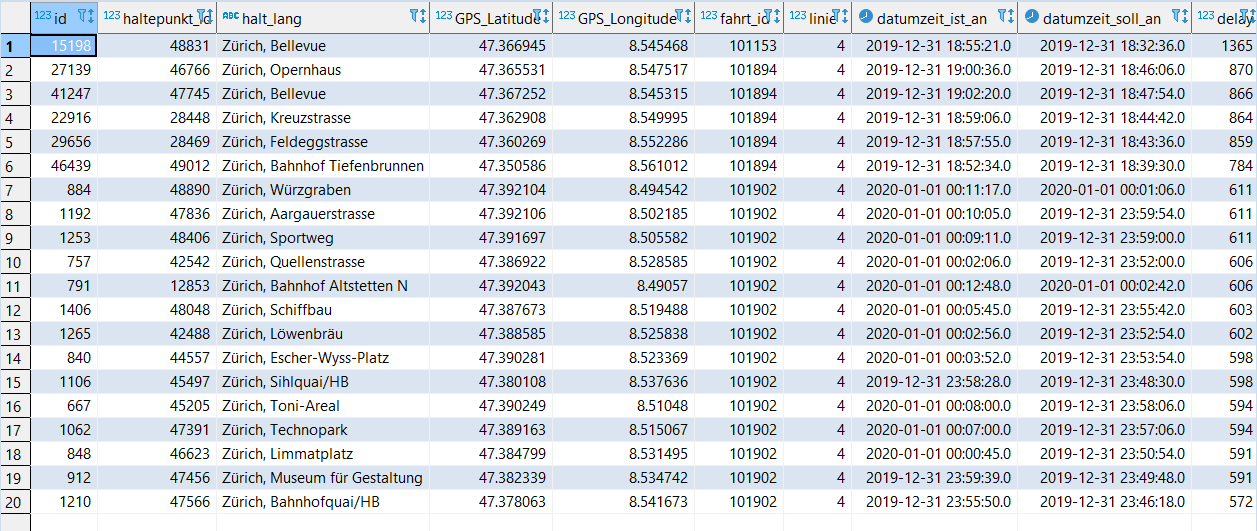 123 id 123 haltepunkt_id ABC halt_lang 123 GPS_Latitude 123 GPS_Longitude 123 fahrt_id 123 linie datumzeit_ist_an datumzeit_soll_an 123 delay
1 15198 48831 Zürich, Bellevue 47.366945 8.545468 101153 4 2019-12-31 18:55:21.0 2019-12-31 18:32:36.0 1365
2 27139 46766 Zürich, Opernhaus 47.365531 8.547517 101894 4 2019-12-31 19:00:36.0 2019-12-31 18:46:06.0 870
3 41247 47745 Zürich, Bellevue 47.367252 8.545315 101894 4 2019-12-31 19:02:20.0 2019-12-31 18:47:54.0 866
4 22916 28448 Zürich, Kreuzstrasse 47.362908 8.549995 101894 4 2019-12-31 18:59:06.0 2019-12-31 18:44:42.0 864
5 29656 28469 Zürich, Feldeggstrasse 47.360269 8.552286 101894 4 2019-12-31 18:57:55.0 2019-12-31 18:43:36.0 859
6 46439 49012 Zürich, Bahnhof Tiefenbrunnen 47.350586 8.561012 101894 4 2019-12-31 18:52:34.0 2019-12-31 18:39:30.0 784
7 884 48890 Zürich, Würzgraben 47.392104 8.494542 101902 4 2020-01-01 00:11:17.0 2020-01-01 00:01:06.0 611
8 1192 47836 Zürich, Aargauerstrasse 47.392106 8.502185 101902 4 2020-01-01 00:10:05.0 2019-12-31 23:59:54.0 611
9 1253 48406 Zürich, Sportweg 47.391697 8.505582 101902 4 2020-01-01 00:09:11.0 2019-12-31 23:59:00.0 611
10 757 42542 Zürich, Quellenstrasse 47.386922 8.528585 101902 4 2020-01-01 00:02:06.0 2019-12-31 23:52:00.0 606
11 791 12853 Zürich, Bahnhof Altstetten N 47.392043 8.49057 101902 4 2020-01-01 00:12:48.0 2020-01-01 00:02:42.0 606
12 1406 48048 Zürich, Schiffbau 47.387673 8.519488 101902 4 2020-01-01 00:05:45.0 2019-12-31 23:55:42.0 603
13 1265 42488 Zürich, Löwenbräu 47.388585 8.525838 101902 4 2020-01-01 00:02:56.0 2019-12-31 23:52:54.0 602
14 840 44557 Zürich, Escher-Wyss-Platz 47.390281 8.523369 101902 4 2020-01-01 00:03:52.0 2019-12-31 23:53:54.0 598
15 1106 45497 Zürich, Sihlquai/HB 47.380108 8.537636 101902 4 2019-12-31 23:58:28.0 2019-12-31 23:48:30.0 598
16 667 45205 Zürich, Toni-Areal 47.390249 8.51048 101902 4 2020-01-01 00:08:00.0 2019-12-31 23:58:06.0 594
17 1062 47391 Zürich, Technopark 47.389163 8.515067 101902 4 2020-01-01 00:07:00.0 2019-12-31 23:57:06.0 594
18 848 46623 Zürich, Limmatplatz 47.384799 8.531495 101902 4 2020-01-01 00:00:45.0 2019-12-31 23:50:54.0 591
19 912 47456 Zürich, Museum für Gestaltung 47.382339 8.534742 101902 4 2019-12-31 23:59:39.0 2019-12-31 23:49:48.0 591
20 1210 47566 Zürich, Bahnhofquai/HB 47.378063 8.541673 101902 4 2019-12-31 23:55:50.0 2019-12-31 23:46:18.0 572